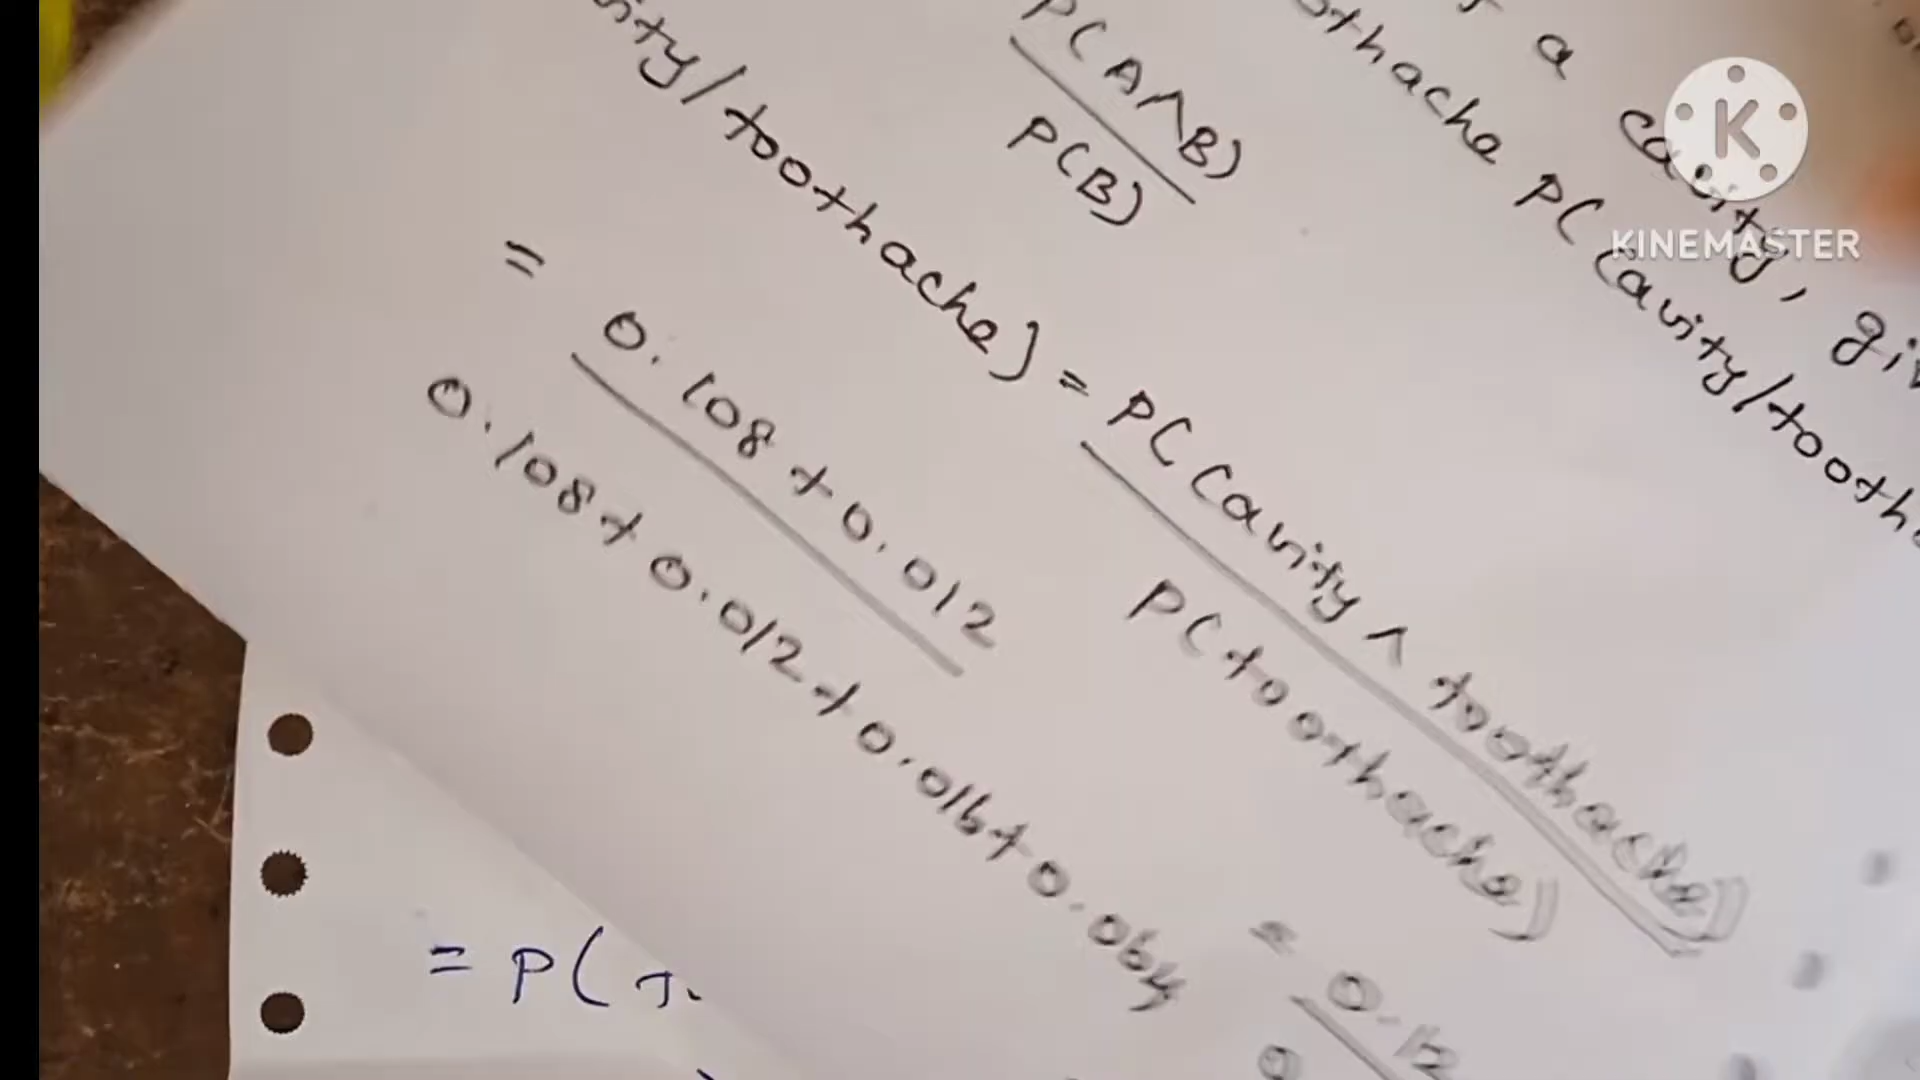 a cavity,
othache P(cavity/tooth
P(A∧B)
P(B)
ity/toothache) = P(cavity ∧ toothache)
P(toothache)
= 0.108 + 0.012
0.108 + 0.012 + 0.016 + 0.064
= 0.12
0
= P(T.
KINEMASTER